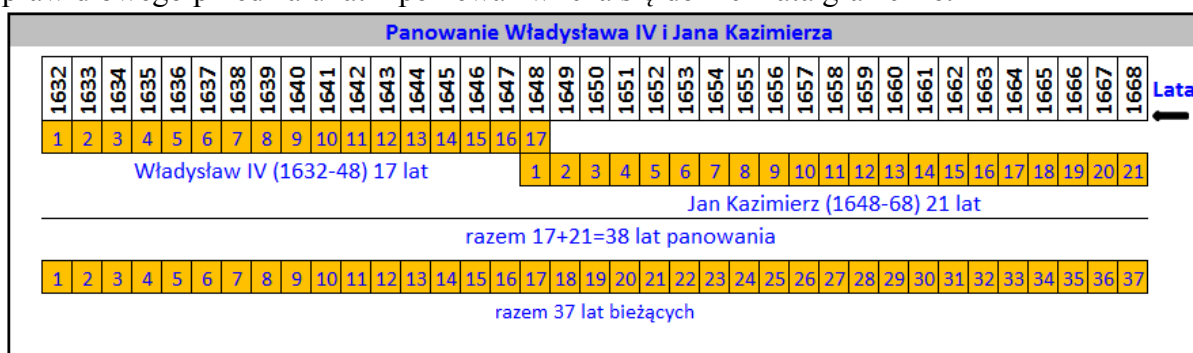 Panowanie Władysława IV i Jana Kazimierza
1632 1633 1634 1635 1636 1637 1638 1639 1640 1641 1642 1643 1644 1645 1646 1647 1648 1649 1650 1651 1652 1653 1654 1655 1656 1657 1658 1659 1660 1661 1662 1663 1664 1665 1666 1667 1668 Lata
1 2 3 4 5 6 7 8 9 10 11 12 13 14 15 16 17
Władysław IV (1632-48) 17 lat
1 2 3 4 5 6 7 8 9 10 11 12 13 14 15 16 17 18 19 20 21
Jan Kazimierz (1648-68) 21 lat
razem 17+21=38 lat panowania
1 2 3 4 5 6 7 8 9 10 11 12 13 14 15 16 17 18 19 20 21 22 23 24 25 26 27 28 29 30 31 32 33 34 35 36 37
razem 37 lat bieżących